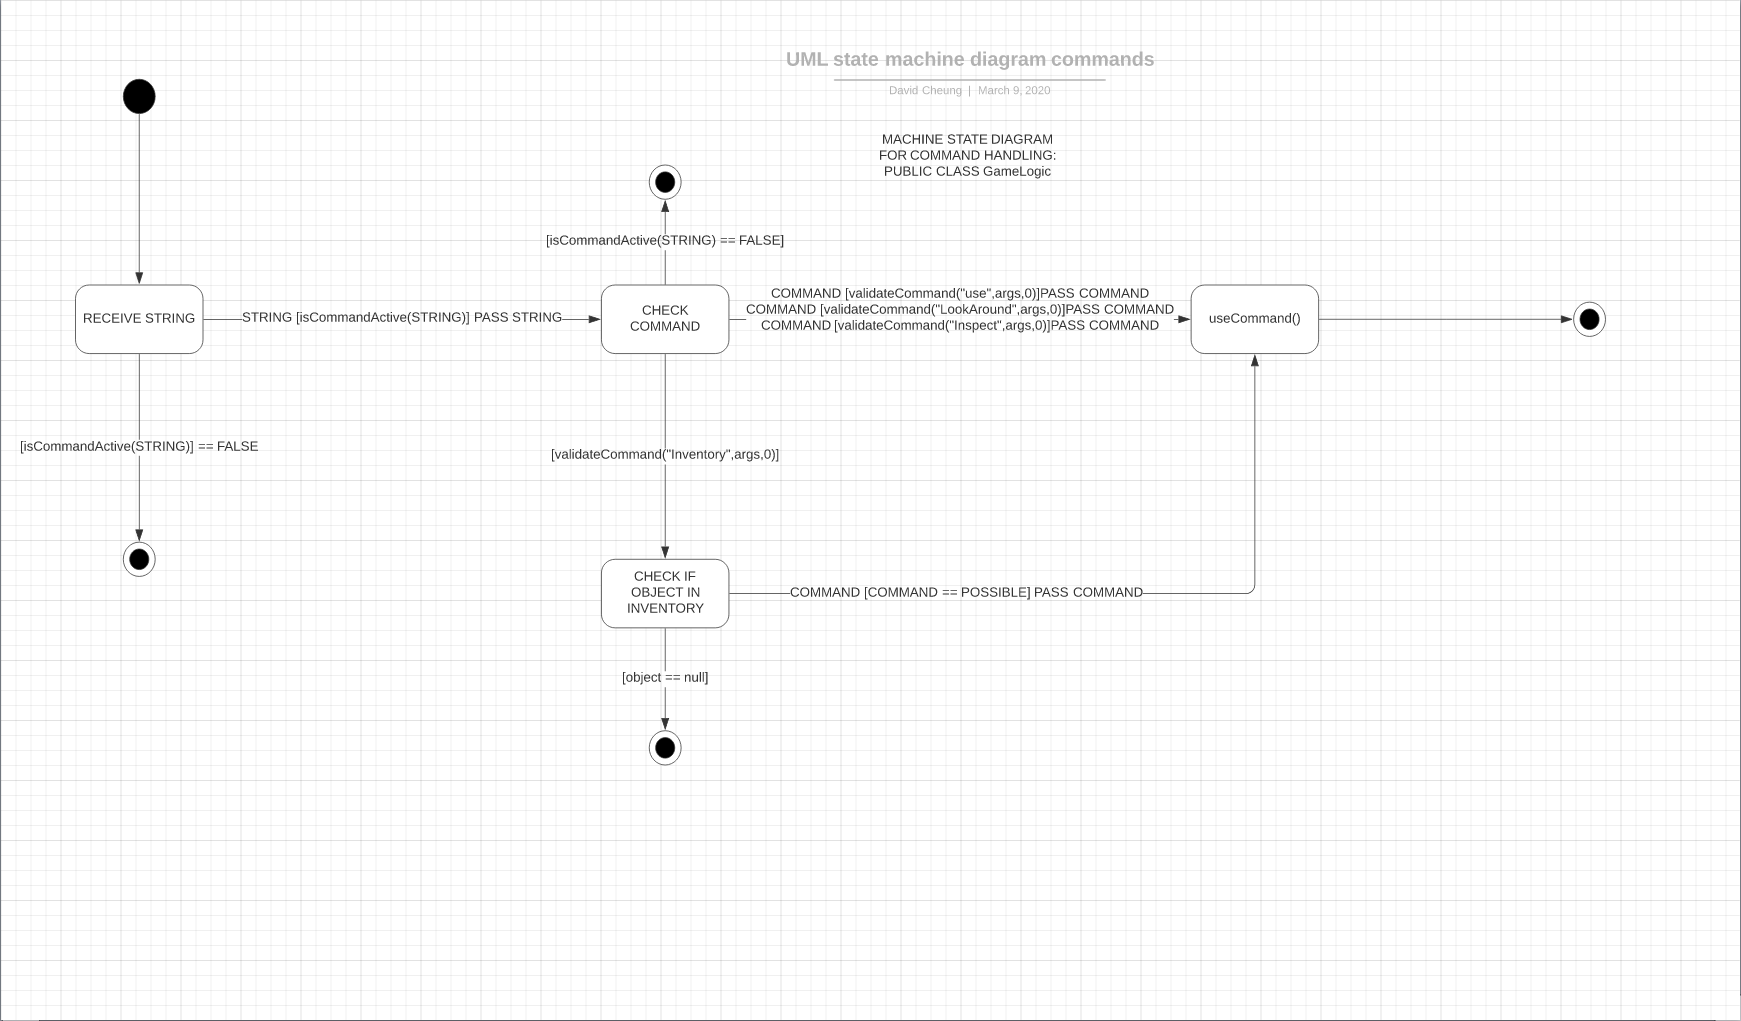 UML state machine diagram commands
David Cheung | March 9, 2020
MACHINE STATE DIAGRAM
FOR COMMAND HANDLING:
PUBLIC CLASS GameLogic
[isCommandActive(STRING) == FALSE]
RECEIVE STRING
STRING [isCommandActive(STRING)] PASS STRING
CHECK
COMMAND
COMMAND [validateCommand("use",args,0)]PASS COMMAND
COMMAND [validateCommand("LookAround",args,0)]PASS COMMAND
COMMAND [validateCommand("Inspect",args,0)]PASS COMMAND
useCommand()
[isCommandActive(STRING)] == FALSE
[validateCommand("Inventory",args,0)]
CHECK IF
OBJECT IN
INVENTORY
COMMAND [COMMAND == POSSIBLE] PASS COMMAND
[object == null]